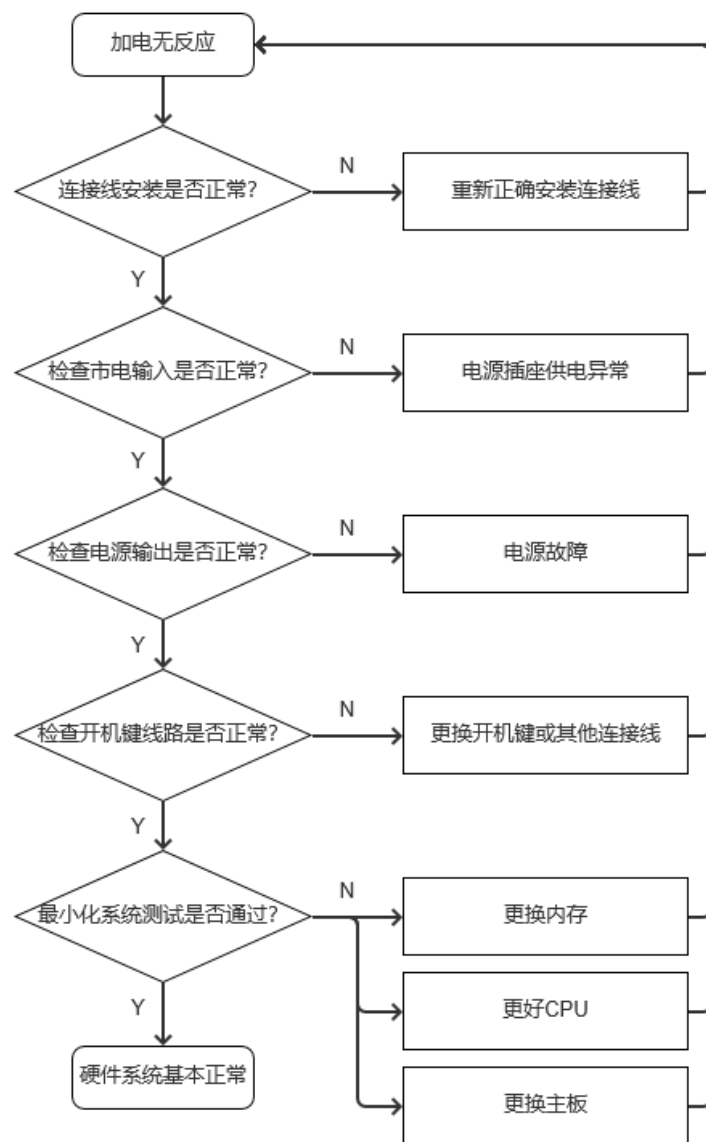 加电无反应
连接线安装是否正常?
N
重新正确安装连接线
Y
检查市电输入是否正常?
N
电源插座供电异常
Y
检查电源输出是否正常?
N
电源故障
Y
检查开机键线路是否正常?
N
更换开机键或其他连接线
Y
最小化系统测试是否通过?
N
更换内存
Y
更好CPU
硬件系统基本正常
更换主板